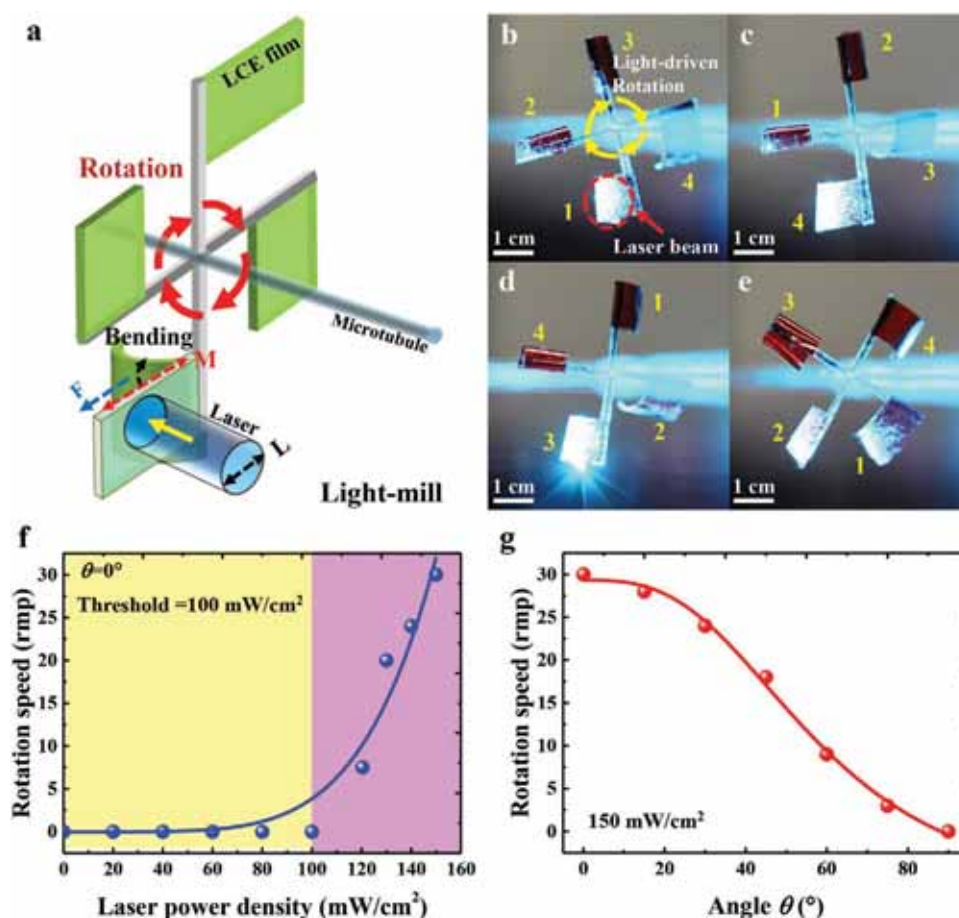 a
LCE film
Rotation
Microtubule
Bending
F
M
Laser
L
Light-mill
b
3
Light-driven
Rotation
2
4
1
Laser beam
1 cm
c
2
1
3
4
1 cm
d
1
4
3
2
1 cm
e
3
4
2
1
1 cm
f
θ=0°
Threshold =100 mW/cm²
Rotation speed (rmp)
30
25
20
15
10
5
0
0 20 40 60 80 100 120 140 160
Laser power density (mW/cm²)
g
150 mW/cm²
Rotation speed (rmp)
30
25
20
15
10
5
0
0 20 40 60 80
Angle θ (°)